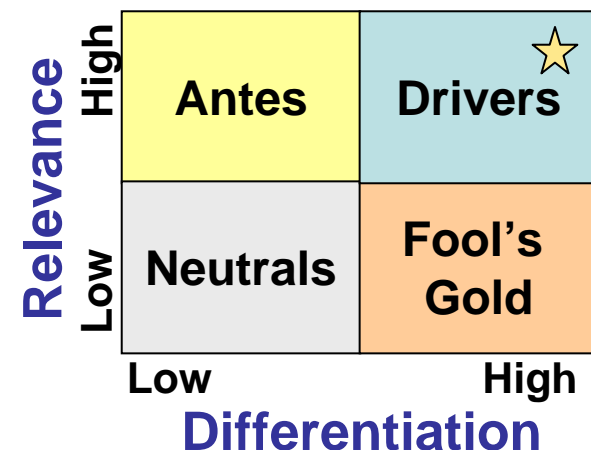 Relevance
High
Low
Antes
Drivers
Neutrals
Fool’s
Gold
Low
High
Differentiation